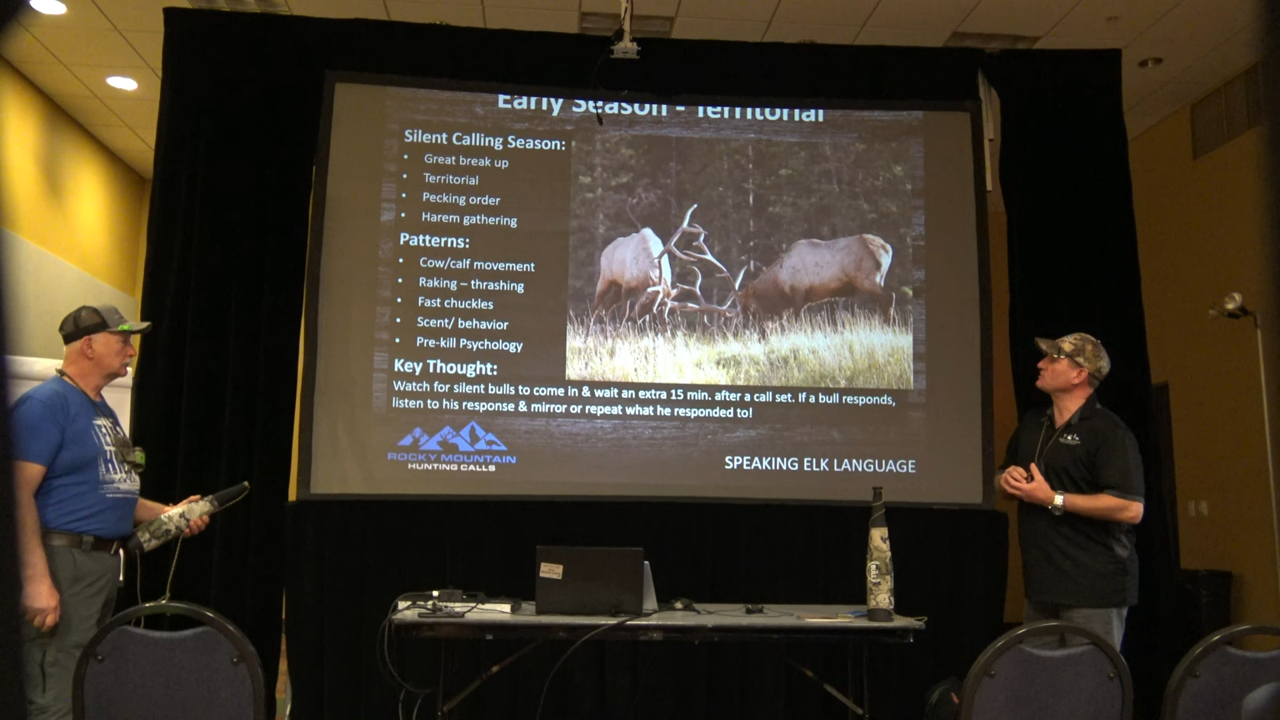 Early Season - Territorial
Silent Calling Season:
• Great break up
• Territorial
• Pecking order
• Harem gathering
Patterns:
• Cow/calf movement
• Raking – thrashing
• Fast chuckles
• Scent/ behavior
• Pre-kill Psychology
Key Thought:
Watch for silent bulls to come in & wait an extra 15 min. after a call set. If a bull responds,
listen to his response & mirror or repeat what he responded to!
ROCKY MOUNTAIN
HUNTING CALLS
SPEAKING ELK LANGUAGE